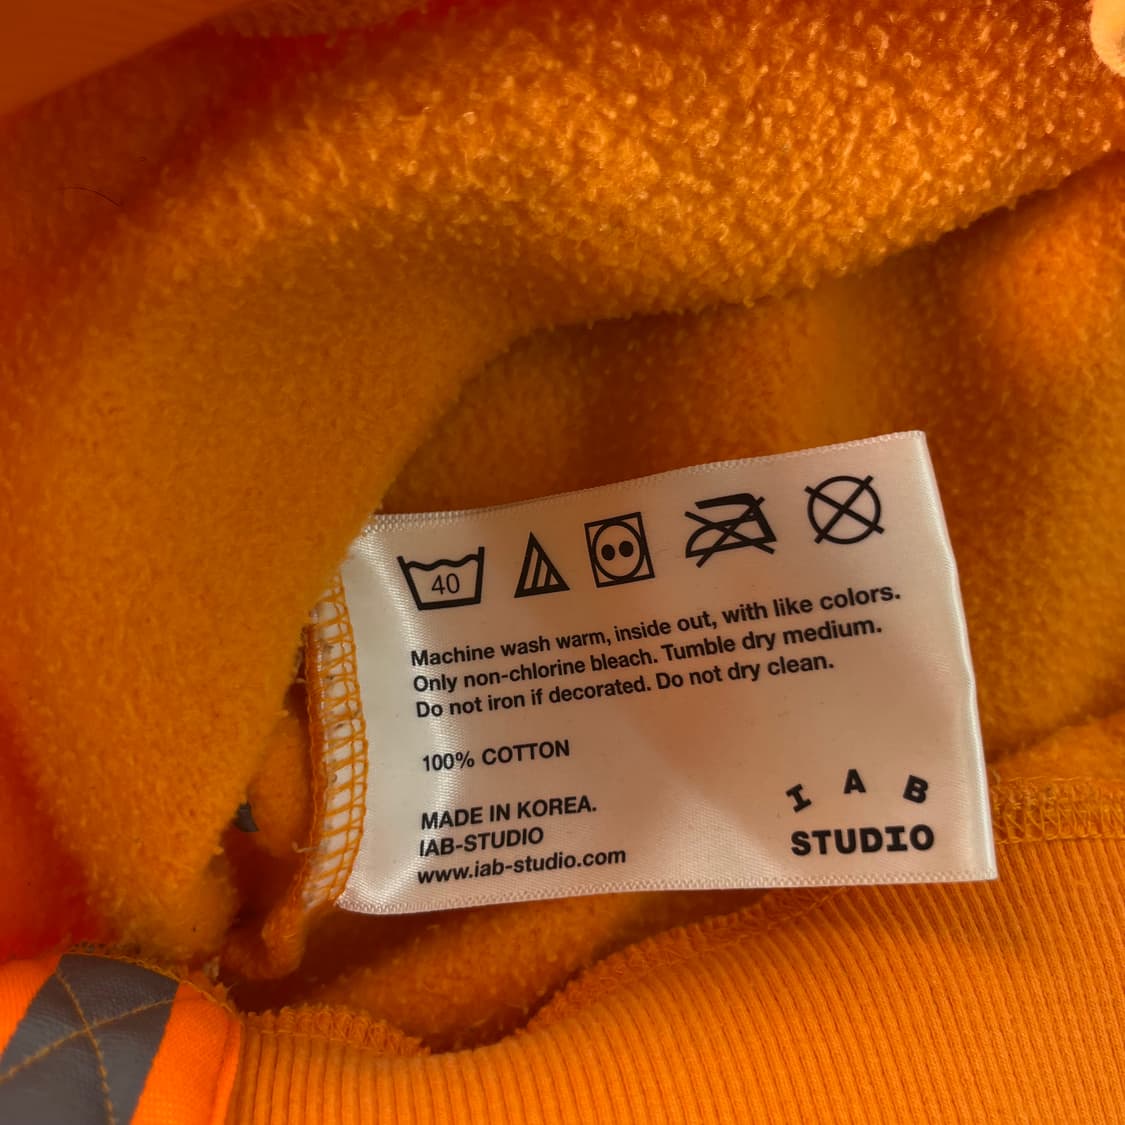 40
Machine wash warm, inside out, with like colors.
Only non-chlorine bleach. Tumble dry medium.
Do not iron if decorated. Do not dry clean.
100% COTTON
MADE IN KOREA.
IAB-STUDIO
www.iab-studio.com
I A B
STUDIO